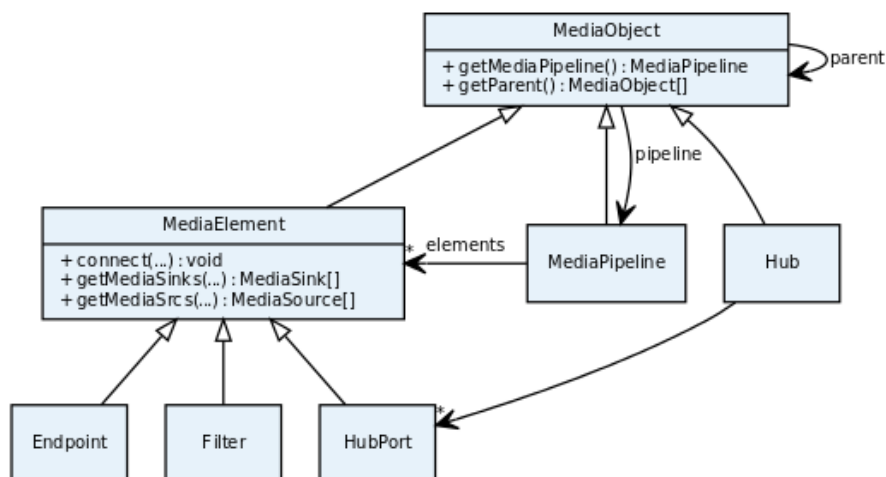 MediaObject
+ getMediaPipeline() : MediaPipeline
+ getParent() : MediaObject[]
parent
pipeline
MediaElement
+ connect(...) : void
+ getMediaSinks(...) : MediaSink[]
+ getMediaSrcs(...) : MediaSource[]
* elements
MediaPipeline
Hub
*
Endpoint
Filter
HubPort